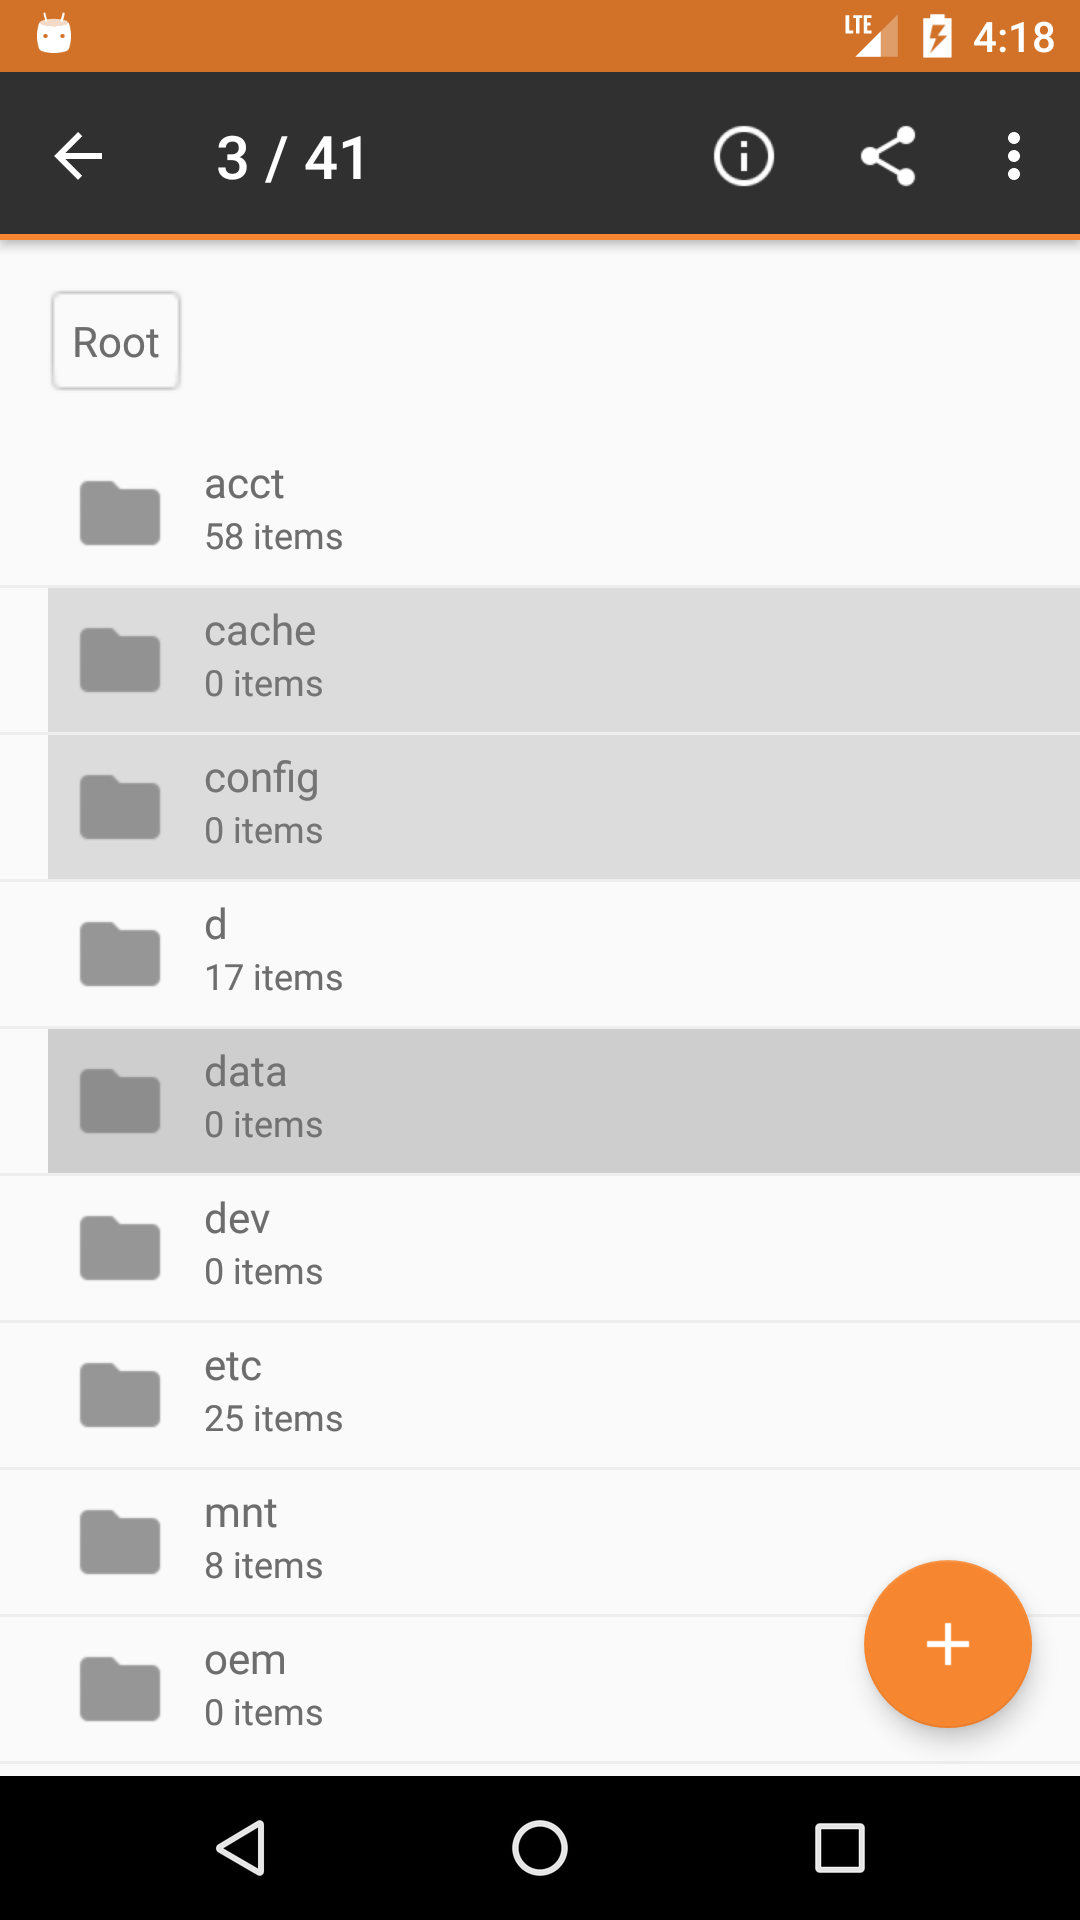 LTE 4:18
3 / 41
Root
acct
58 items
cache
0 items
config
0 items
d
17 items
data
0 items
dev
0 items
etc
25 items
mnt
8 items
oem
0 items